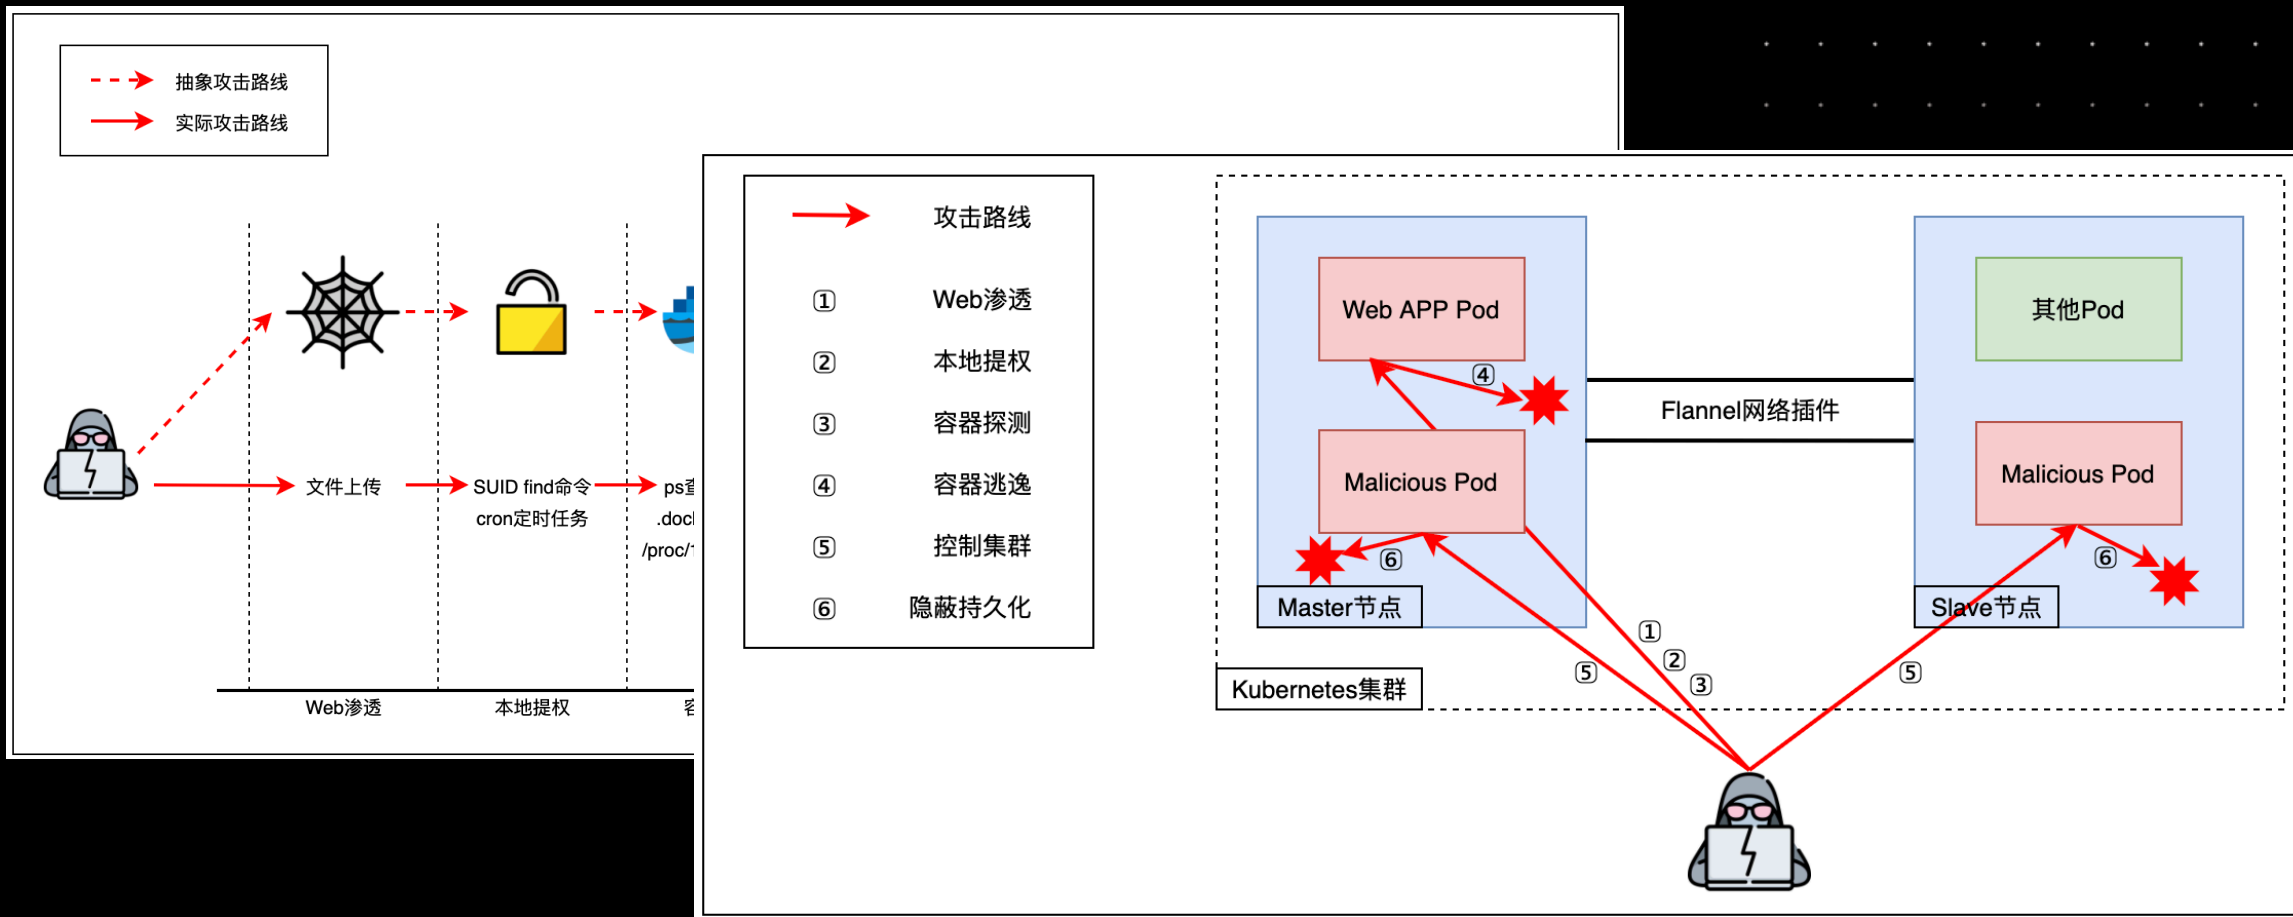 抽象攻击路线
实际攻击路线
文件上传
SUID find命令
cron定时任务
.doc
/proc/
Web渗透
本地提权
攻击路线
① Web渗透
② 本地提权
③ 容器探测
④ 容器逃逸
⑤ 控制集群
⑥ 隐蔽持久化
Web APP Pod
④
Malicious Pod
⑥
Master节点
Flannel网络插件
其他Pod
Malicious Pod
⑥
Slave节点
①
②
③
⑤
⑤
Kubernetes集群